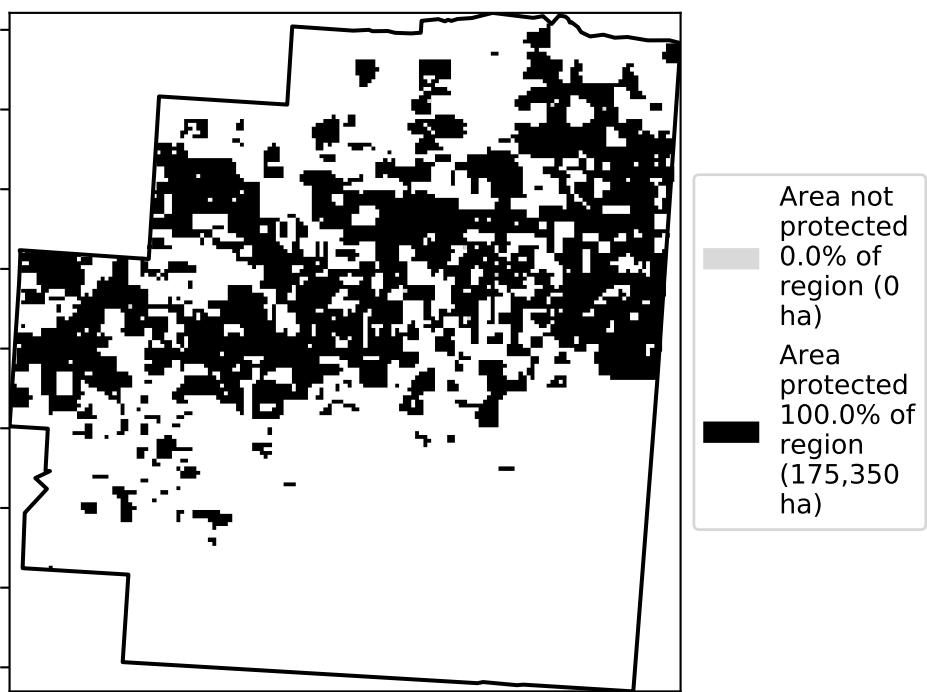 Area not
protected
0.0% of
region (0
ha)
Area
protected
100.0% of
region
(175,350
ha)